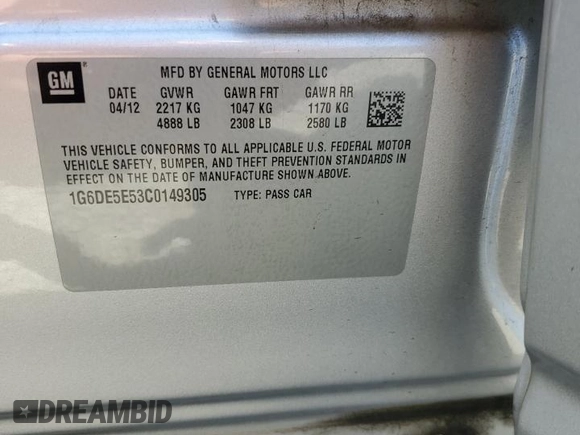 GM
MFD BY GENERAL MOTORS LLC
DATE GVWR GAWR FRT GAWR RR
04/12 2217 KG 1047 KG 1170 KG
4888 LB 2308 LB 2580 LB
THIS VEHICLE CONFORMS TO ALL APPLICABLE U.S. FEDERAL MOTOR
VEHICLE SAFETY, BUMPER, AND THEFT PREVENTION STANDARDS IN
EFFECT ON THE DATE OF MANUFACTURE SHOWN ABOVE.
1G6DE5E53C0149305 TYPE: PASS CAR
DREAMBID